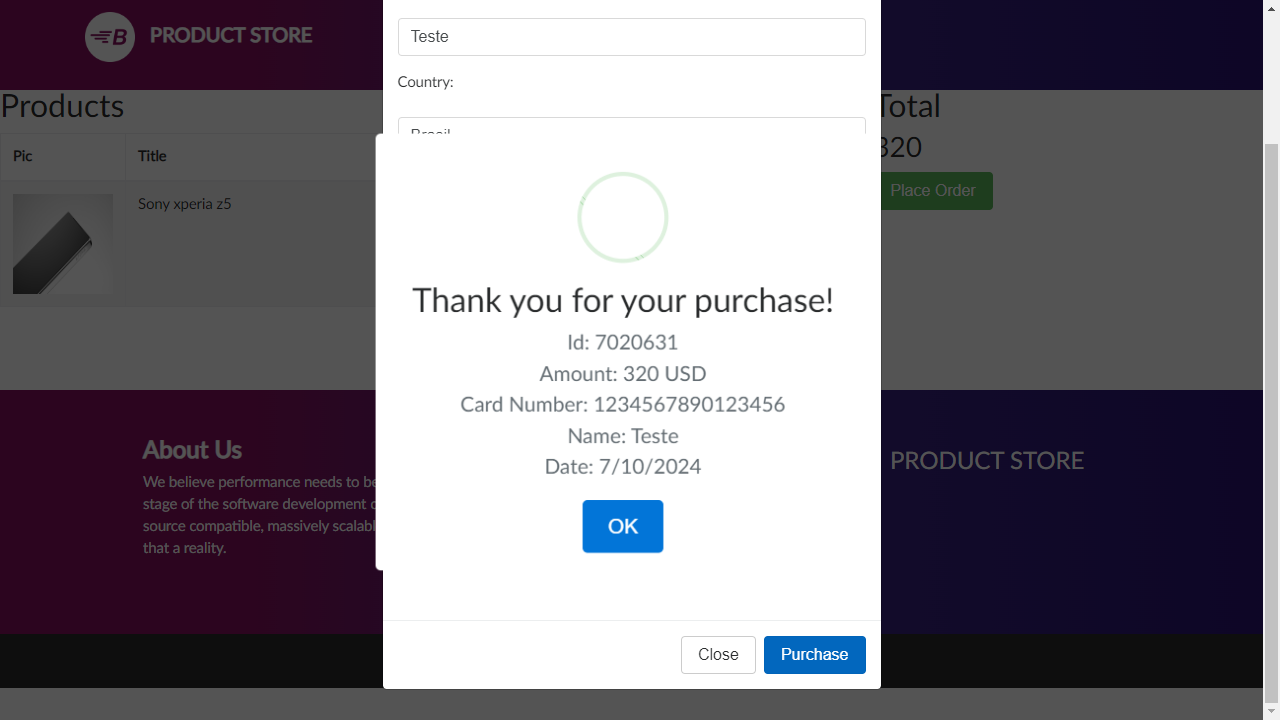 B PRODUCT STORE
Teste
Country:
Brasil
Products
Total
Pic
Title
320
Sony xperia z5
Place Order
Thank you for your purchase!
Id: 7020631
Amount: 320 USD
Card Number: 1234567890123456
Name: Teste
Date: 7/10/2024
OK
About Us
We believe performance needs to be
stage of the software development
source compatible, massively scalabl
that a reality.
PRODUCT STORE
Close
Purchase